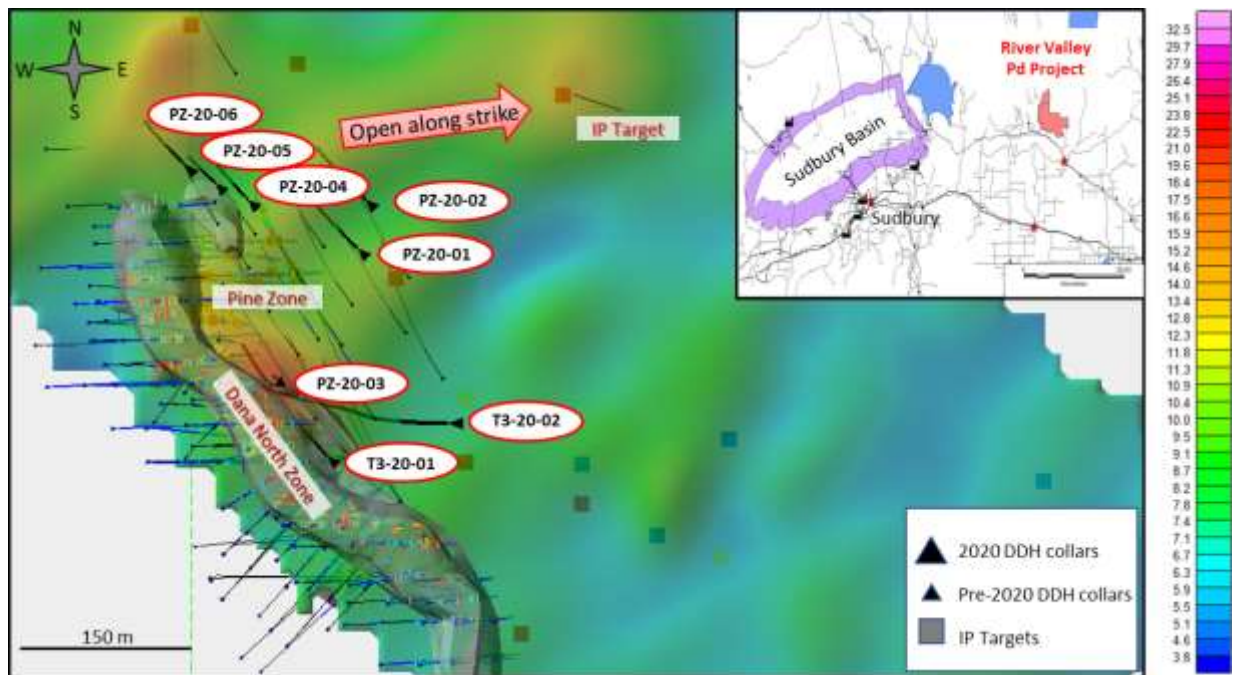 N
W E
S
PZ-20-06
PZ-20-05
PZ-20-04
PZ-20-02
PZ-20-01
Open along strike
IP Target
Pine Zone
PZ-20-03
T3-20-02
T3-20-01
Dana North Zone
150 m
River Valley
Pd Project
Sudbury Basin
Sudbury
2020 DDH collars
Pre-2020 DDH collars
IP Targets
32.5
29.7
27.9
26.4
25.1
23.8
22.5
21.0
19.6
18.4
17.5
16.6
15.9
15.2
14.6
14.0
13.4
12.8
12.3
11.8
11.3
10.9
10.4
10.0
9.5
9.1
8.7
8.2
7.8
7.4
7.1
6.7
6.3
5.9
5.5
5.1
4.6
3.8